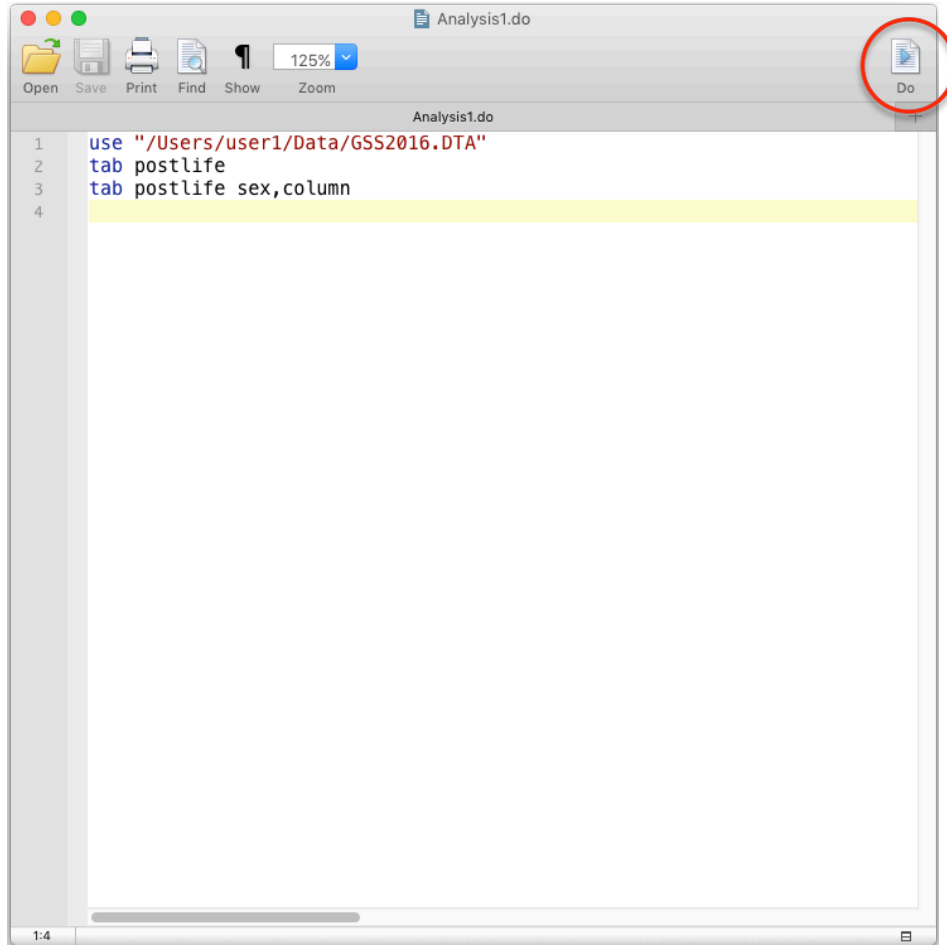 Analysis1.do
125%
Open Save Print Find Show Zoom Do
Analysis1.do +
1 use "/Users/user1/Data/GSS2016.DTA"
2 tab postlife
3 tab postlife sex,column
4
1:4